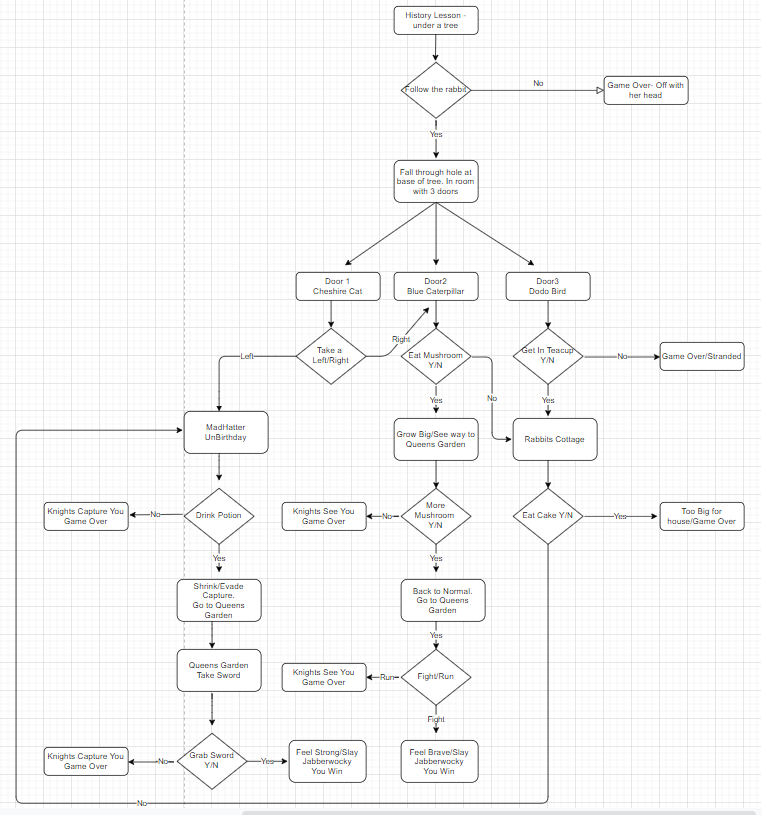 History Lesson -
under a tree
Follow the rabbit
No
Game Over- Off with
her head
Yes
Fall through hole at
base of tree. In room
with 3 doors
Door 1
Cheshire Cat
Door2
Blue Caterpillar
Door3
Dodo Bird
Left
Take a
Left/Right
Right
Eat Mushroom
Y/N
Get In Teacup
Y/N
No
Game Over/Stranded
Yes
No
Yes
MadHatter
UnBirthday
Grow Big/See way to
Queens Garden
Rabbits Cottage
Knights Capture You
Game Over
No
Drink Potion
Knights See You
Game Over
No
More
Mushroom
Y/N
Eat Cake Y/N
Yes
Too Big for
house/Game Over
Yes
Yes
Shrink/Evade
Capture.
Go to Queens
Garden
Back to Normal.
Go to Queens
Garden
Yes
Queens Garden
Take Sword
Knights See You
Game Over
Run
Fight/Run
Fight
Knights Capture You
Game Over
No
Grab Sword
Y/N
Yes
Feel Strong/Slay
Jabberwocky
You Win
Feel Brave/Slay
Jabberwocky
You Win
No